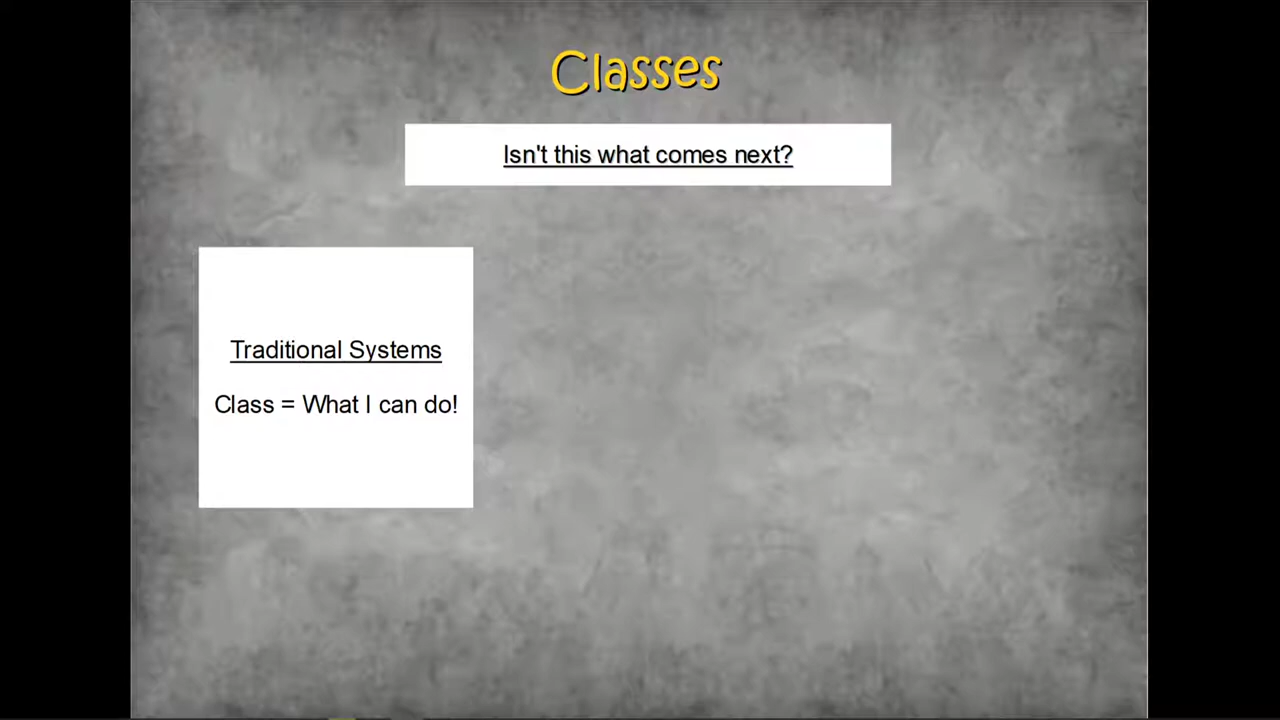 Classes
Isn't this what comes next?
Traditional Systems
Class = What I can do!